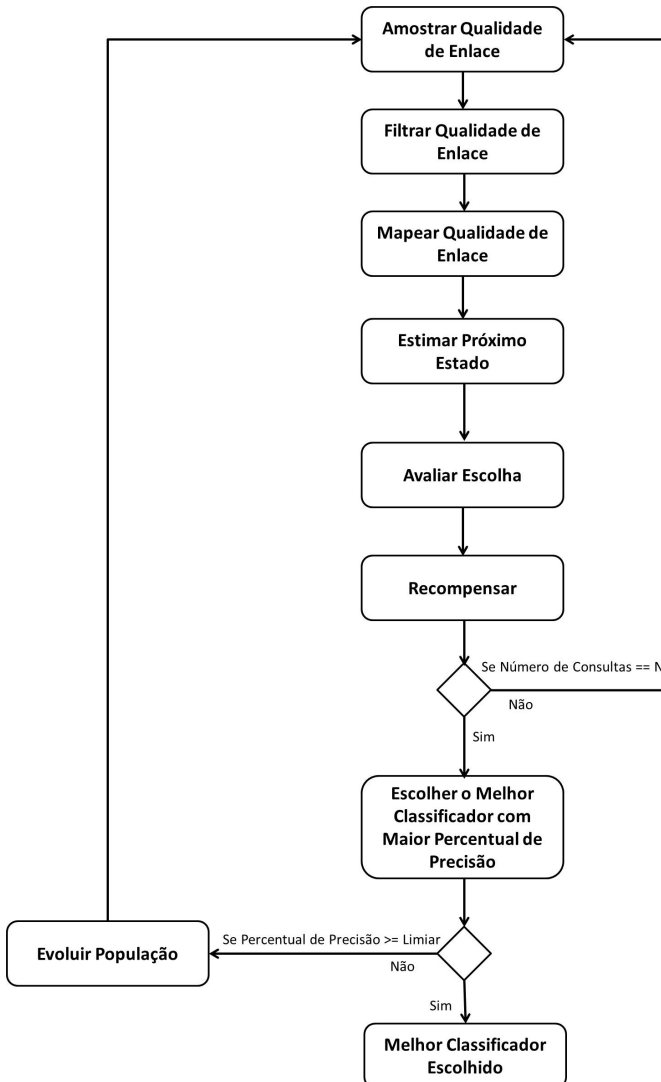 Amostrar Qualidade
de Enlace
Filtrar Qualidade de
Enlace
Mapear Qualidade de
Enlace
Estimar Próximo
Estado
Avaliar Escolha
Recompensar
Se Número de Consultas == N
Não
Sim
Escolher o Melhor
Classificador com
Maior Percentual de
Precisão
Se Percentual de Precisão >= Limiar
Não
Evoluir População
Sim
Melhor Classificador
Escolhido